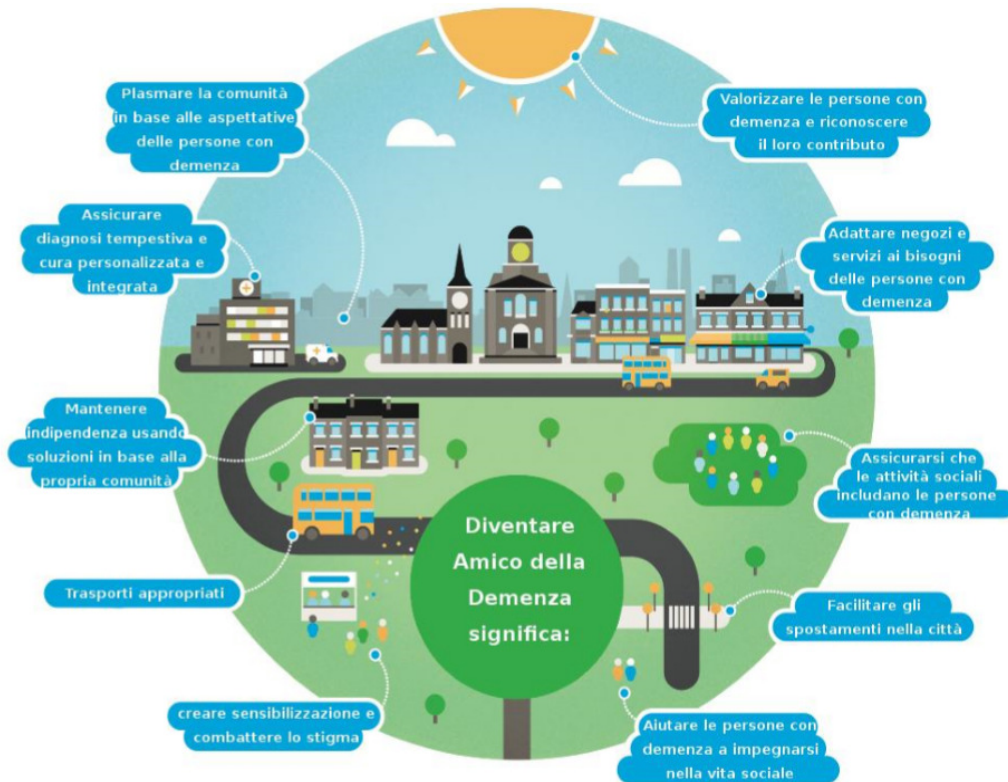 Plasmare la comunità
in base alle aspettative
delle persone con
demenza
Valorizzare le persone con
demenza e riconoscere
il loro contributo
Assicurare
diagnosi tempestiva e
cura personalizzata e
integrata
Adattare negozi e
servizi ai bisogni
delle persone con
demenza
Mantenere
indipendenza usando
soluzioni in base alla
propria comunità
Assicurarsi che
le attività sociali
includano le persone
con demenza
Diventare
Amico della
Demenza
significa:
Trasporti appropriati
Facilitare gli
spostamenti nella città
creare sensibilizzazione e
combattere lo stigma
Aiutare le persone con
demenza a impegnarsi
nella vita sociale